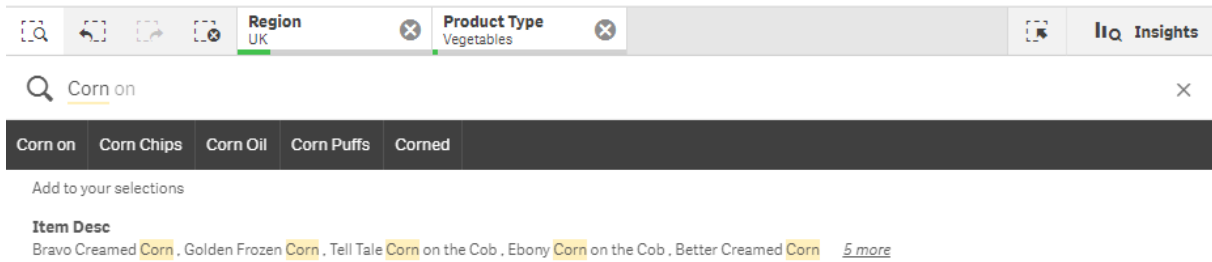 Region
UK
Product Type
Vegetables
Insights
Corn on
Corn on Corn Chips Corn Oil Corn Puffs Corned
Add to your selections
Item Desc
Bravo Creamed Corn , Golden Frozen Corn , Tell Tale Corn on the Cob , Ebony Corn on the Cob , Better Creamed Corn 5 more